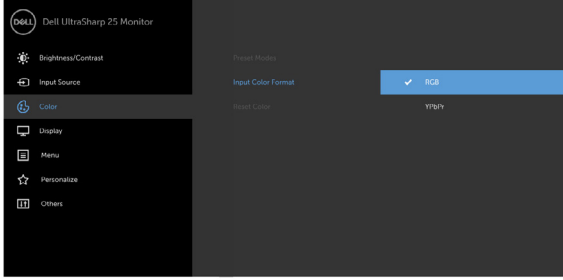 DELL Dell UltraSharp 25 Monitor
Brightness/Contrast
Preset Modes
Input Source
Input Color Format
RGB
Color
Reset Color
YPbPr
Display
Menu
Personalize
Others